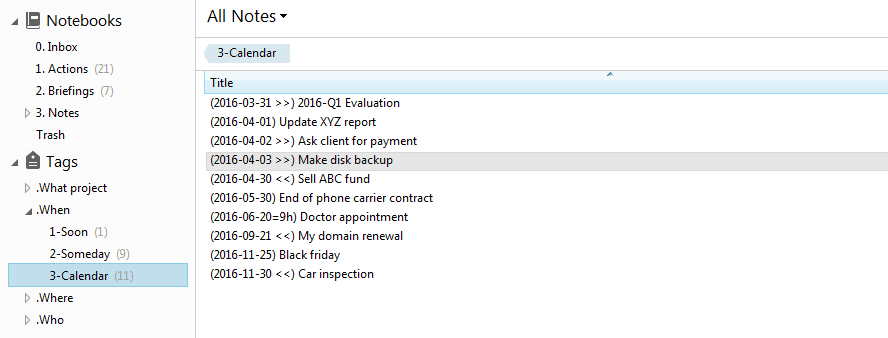 Notebooks
0. Inbox
1. Actions (21)
2. Briefings (7)
3. Notes
Trash
Tags
.What project
.When
1-Soon (1)
2-Someday (9)
3-Calendar (11)
.Where
.Who
All Notes
3-Calendar
Title
(2016-03-31 >>) 2016-Q1 Evaluation
(2016-04-01) Update XYZ report
(2016-04-02 >>) Ask client for payment
(2016-04-03 >>) Make disk backup
(2016-04-30 <<) Sell ABC fund
(2016-05-30) End of phone carrier contract
(2016-06-20=9h) Doctor appointment
(2016-09-21 <<) My domain renewal
(2016-11-25) Black friday
(2016-11-30 <<) Car inspection